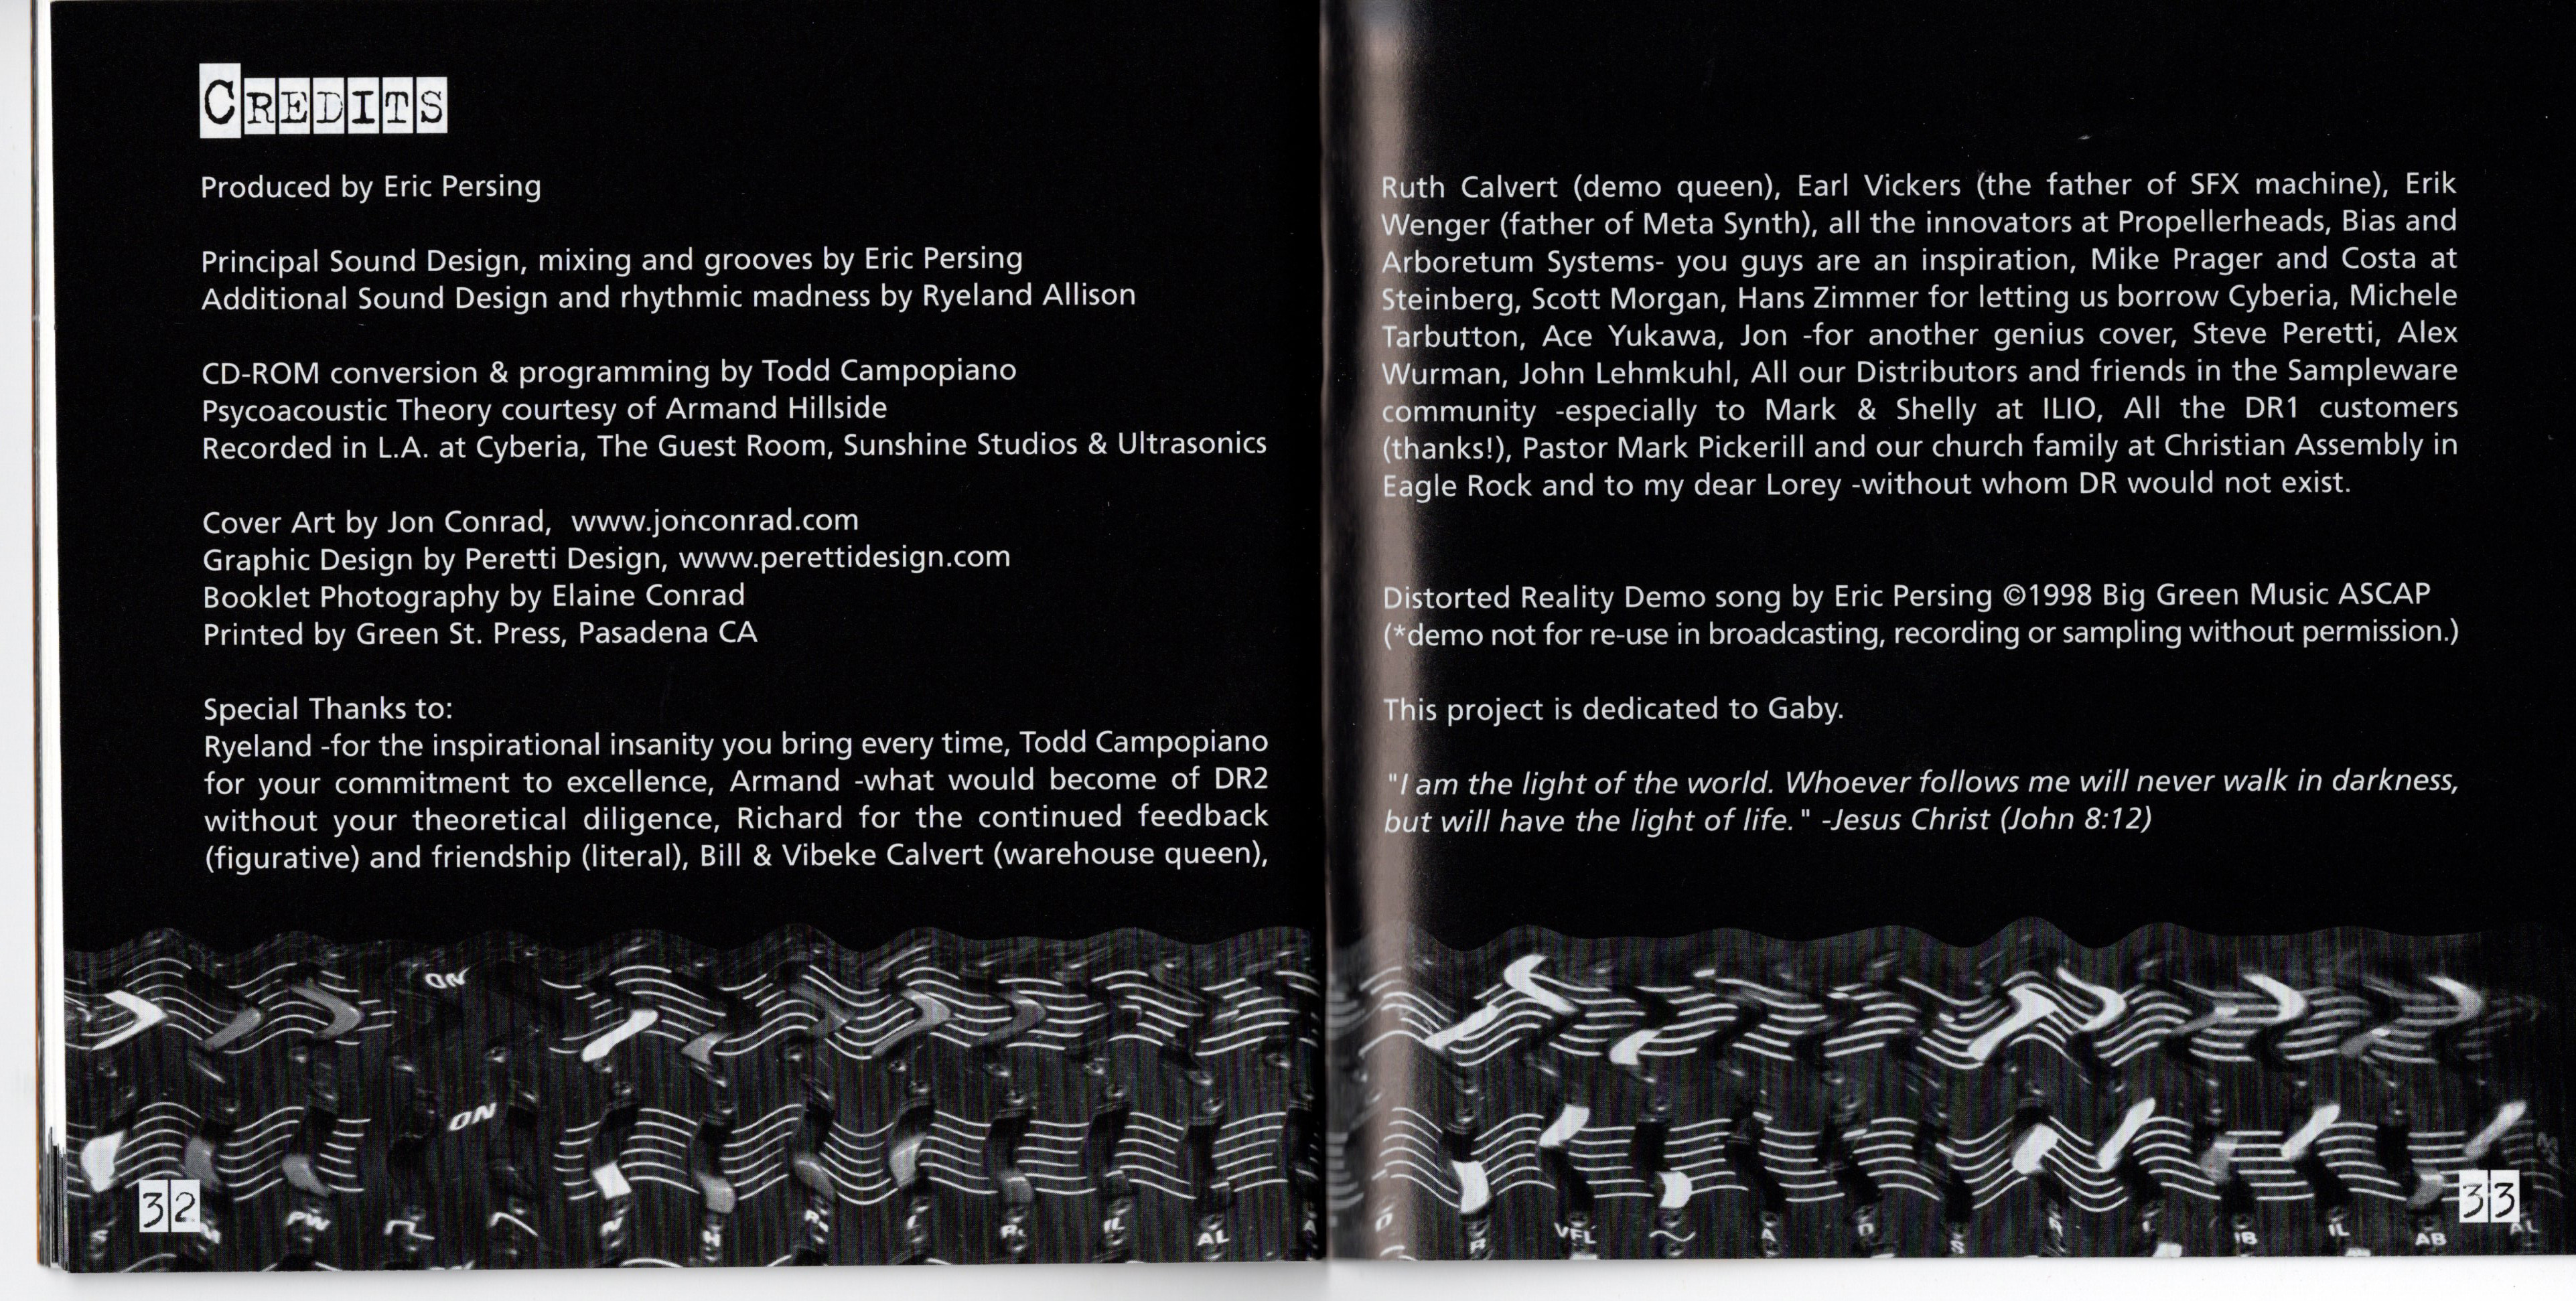 CREDITS
Produced by Eric Persing
Principal Sound Design, mixing and grooves by Eric Persing
Additional Sound Design and rhythmic madness by Ryeland Allison
CD-ROM conversion & programming by Todd Campopiano
Psycoacoustic Theory courtesy of Armand Hillside
Recorded in L.A. at Cyberia, The Guest Room, Sunshine Studios & Ultrasonics
Cover Art by Jon Conrad, www.jonconrad.com
Graphic Design by Peretti Design, www.perettidesign.com
Booklet Photography by Elaine Conrad
Printed by Green St. Press, Pasadena CA
Special Thanks to:
Ryeland -for the inspirational insanity you bring every time, Todd Campopiano
for your commitment to excellence, Armand -what would become of DR2
without your theoretical diligence, Richard for the continued feedback
(figurative) and friendship (literal), Bill & Vibeke Calvert (warehouse queen),
ON
ON
32
PW
N
H
IL
AL
Ruth Calvert (demo queen), Earl Vickers (the father of SFX machine), Erik
Wenger (father of Meta Synth), all the innovators at Propellerheads, Bias and
Arboretum Systems- you guys are an inspiration, Mike Prager and Costa at
Steinberg, Scott Morgan, Hans Zimmer for letting us borrow Cyberia, Michele
Tarbutton, Ace Yukawa, Jon -for another genius cover, Steve Peretti, Alex
Wurman, John Lehmkuhl, All our Distributors and friends in the Sampleware
community -especially to Mark & Shelly at ILIO, All the DR1 customers
(thanks!), Pastor Mark Pickerill and our church family at Christian Assembly in
Eagle Rock and to my dear Lorey -without whom DR would not exist.
Distorted Reality Demo song by Eric Persing ©1998 Big Green Music ASCAP
(*demo not for re-use in broadcasting, recording or sampling without permission.)
This project is dedicated to Gaby.
"I am the light of the world. Whoever follows me will never walk in darkness,
but will have the light of life." -Jesus Christ (John 8:12)
33
R
VFL
A
D
S
R
IL
AB
AL